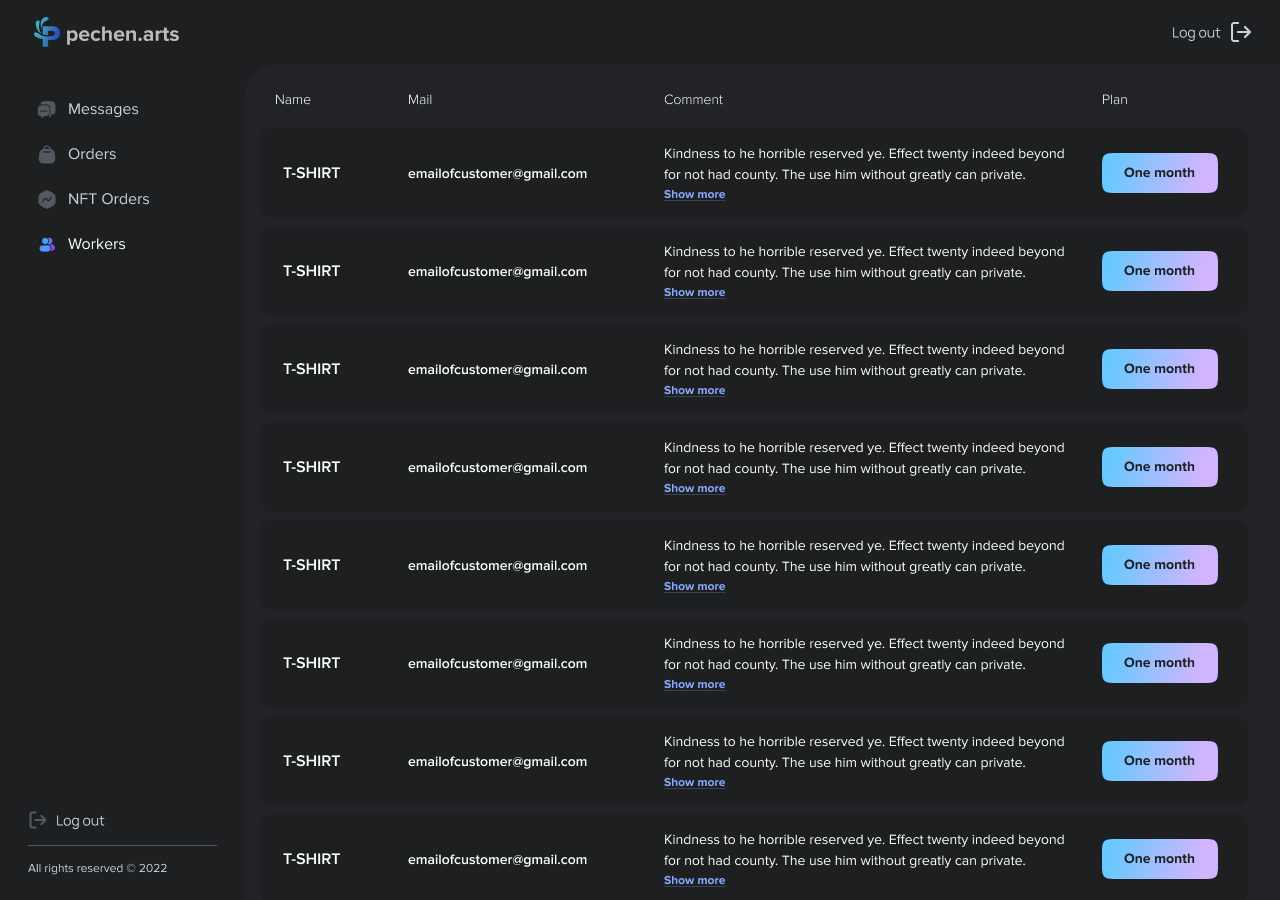 pechen.arts
Log out
Messages
Orders
NFT Orders
Workers
Name Mail Comment Plan
T-SHIRT emailofcustomer@gmail.com Kindness to he horrible reserved ye. Effect twenty indeed beyond
for not had county. The use him without greatly can private.
Show more
One month
T-SHIRT emailofcustomer@gmail.com Kindness to he horrible reserved ye. Effect twenty indeed beyond
for not had county. The use him without greatly can private.
Show more
One month
T-SHIRT emailofcustomer@gmail.com Kindness to he horrible reserved ye. Effect twenty indeed beyond
for not had county. The use him without greatly can private.
Show more
One month
T-SHIRT emailofcustomer@gmail.com Kindness to he horrible reserved ye. Effect twenty indeed beyond
for not had county. The use him without greatly can private.
Show more
One month
T-SHIRT emailofcustomer@gmail.com Kindness to he horrible reserved ye. Effect twenty indeed beyond
for not had county. The use him without greatly can private.
Show more
One month
T-SHIRT emailofcustomer@gmail.com Kindness to he horrible reserved ye. Effect twenty indeed beyond
for not had county. The use him without greatly can private.
Show more
One month
T-SHIRT emailofcustomer@gmail.com Kindness to he horrible reserved ye. Effect twenty indeed beyond
for not had county. The use him without greatly can private.
Show more
One month
T-SHIRT emailofcustomer@gmail.com Kindness to he horrible reserved ye. Effect twenty indeed beyond
for not had county. The use him without greatly can private.
Show more
One month
Log out
All rights reserved © 2022